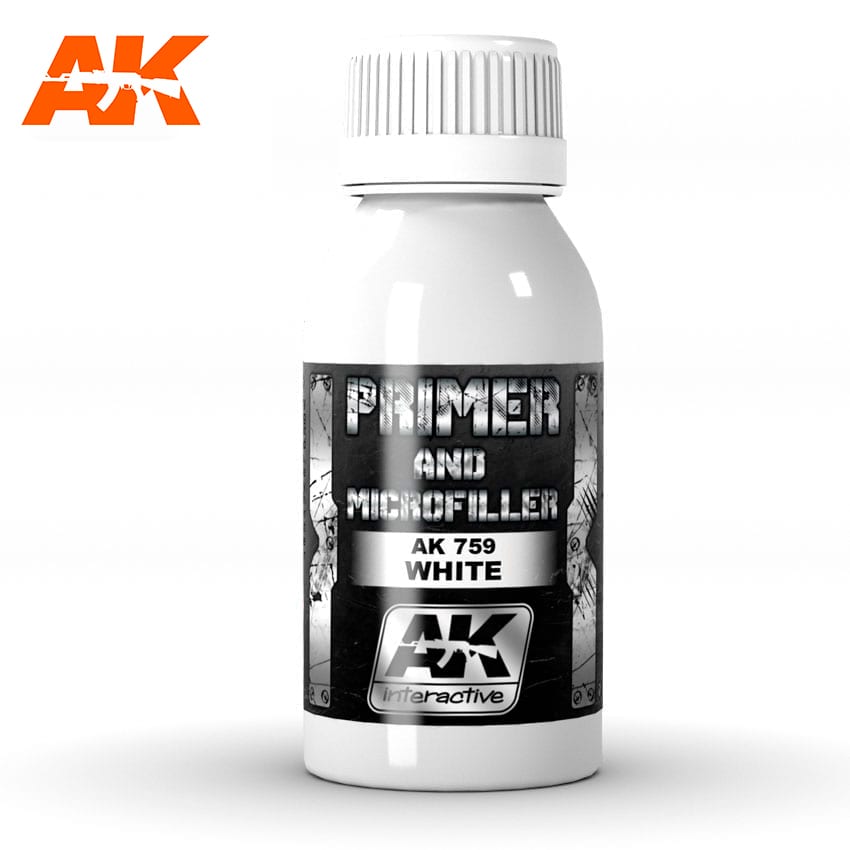 AK
PRIMER
AND
MICROFILLER
AK 759
WHITE
AK
interactive